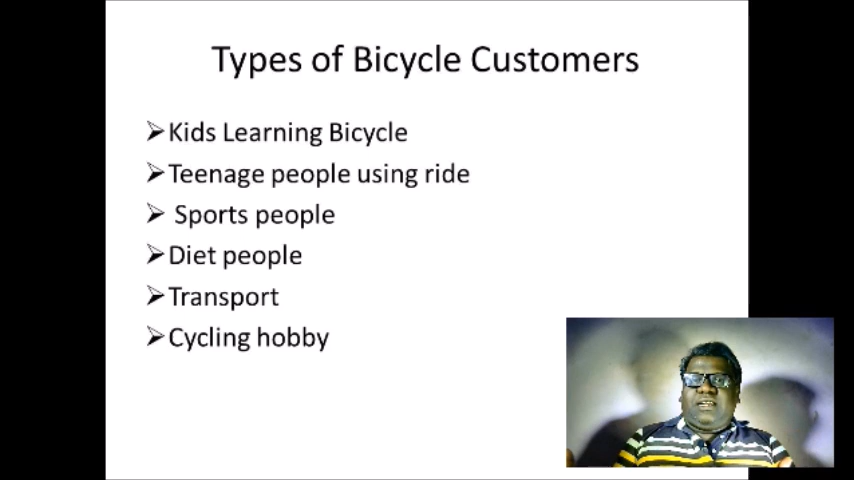 Types of Bicycle Customers
➢Kids Learning Bicycle
➢Teenage people using ride
➢ Sports people
➢Diet people
➢Transport
➢Cycling hobby